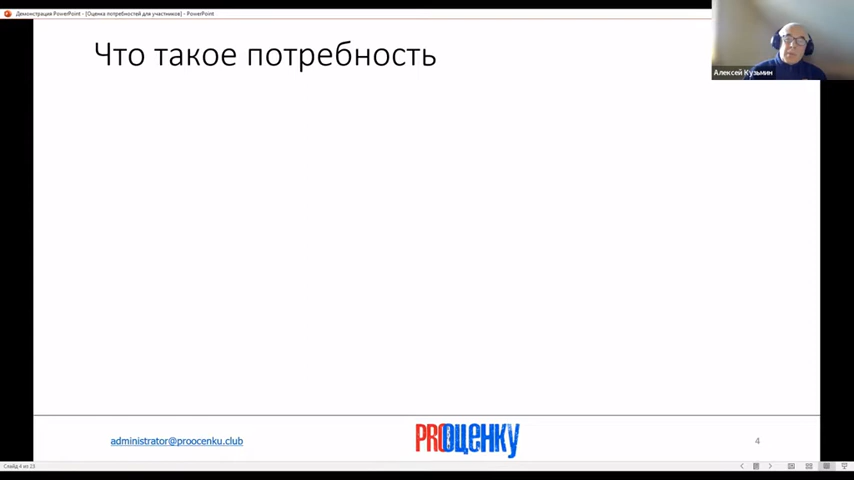 Демонстрация PowerPoint - [Оценка потребностей для участников] - PowerPoint
Что такое потребность
Алексей Кузьмин
administrator@proocenku.club
PROОЦЕНКУ
4
Слайд 4 из 23